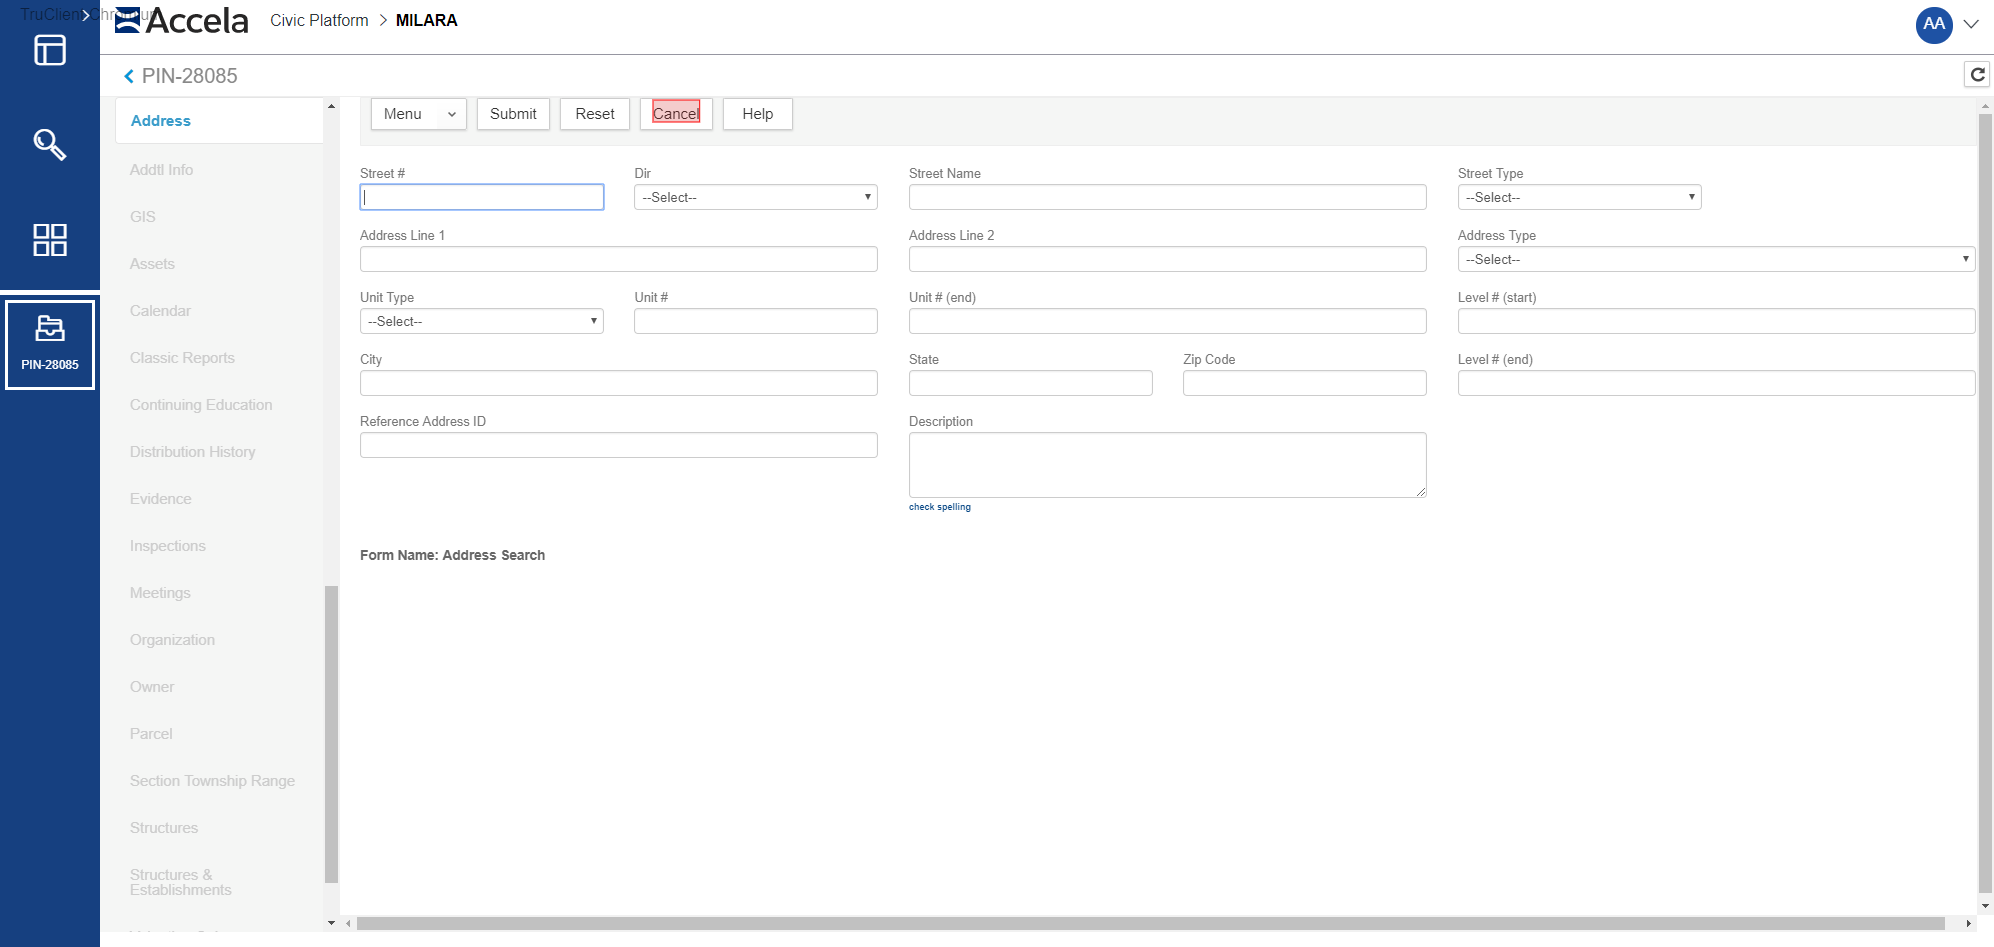 TruClient Chromium
Accela
Civic Platform > MILARA
AA
PIN-28085
Address
Menu
Submit
Reset
Cancel
Help
Addtl Info
GIS
Assets
Calendar
Classic Reports
Continuing Education
Distribution History
Evidence
Inspections
Meetings
Organization
Owner
Parcel
Section Township Range
Structures
Structures &
Establishments
PIN-28085
Street #
Dir
Street Name
Street Type
--Select--
--Select--
Address Line 1
Address Line 2
Address Type
--Select--
Unit Type
Unit #
Unit # (end)
Level # (start)
--Select--
City
State
Zip Code
Level # (end)
Reference Address ID
Description
check spelling
Form Name: Address Search